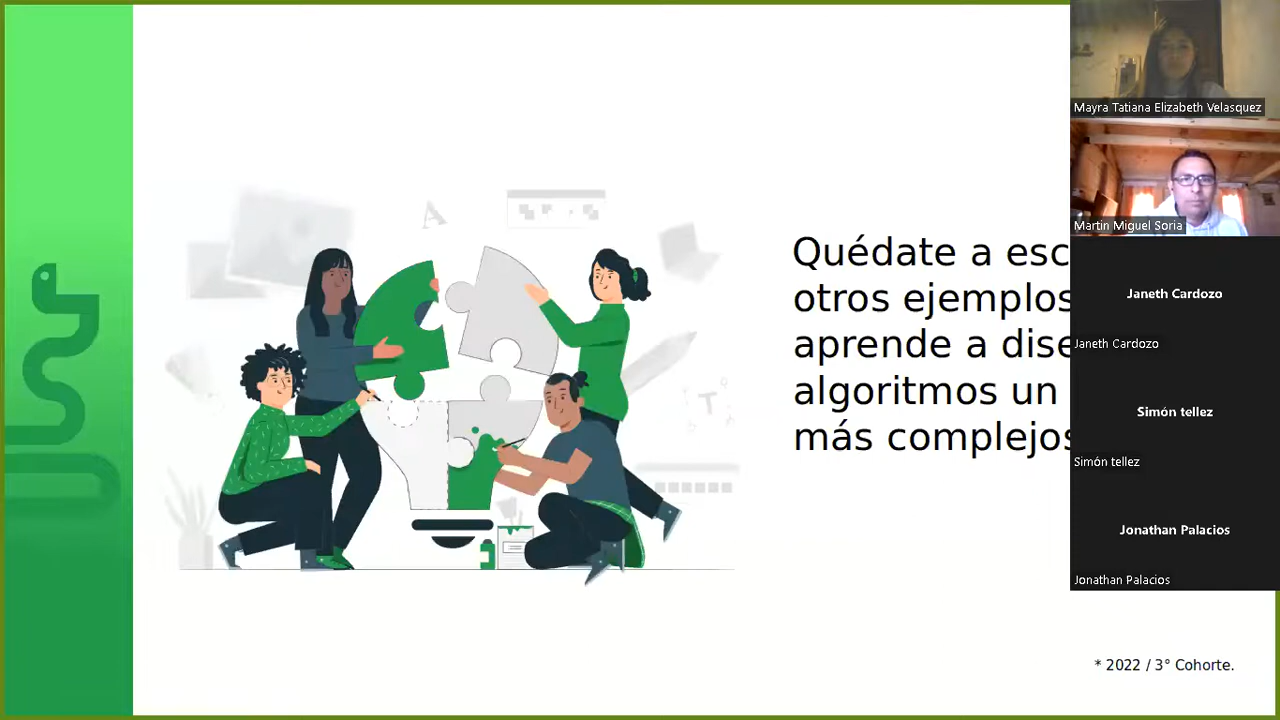 Quédate a esc
otros ejemplos
aprende a dise
algoritmos un
más complejos
* 2022 / 3° Cohorte.
Mayra Tatiana Elizabeth Velasquez
Martin Miguel Soria
Janeth Cardozo
Janeth Cardozo
Simón tellez
Simón tellez
Jonathan Palacios
Jonathan Palacios
A
T